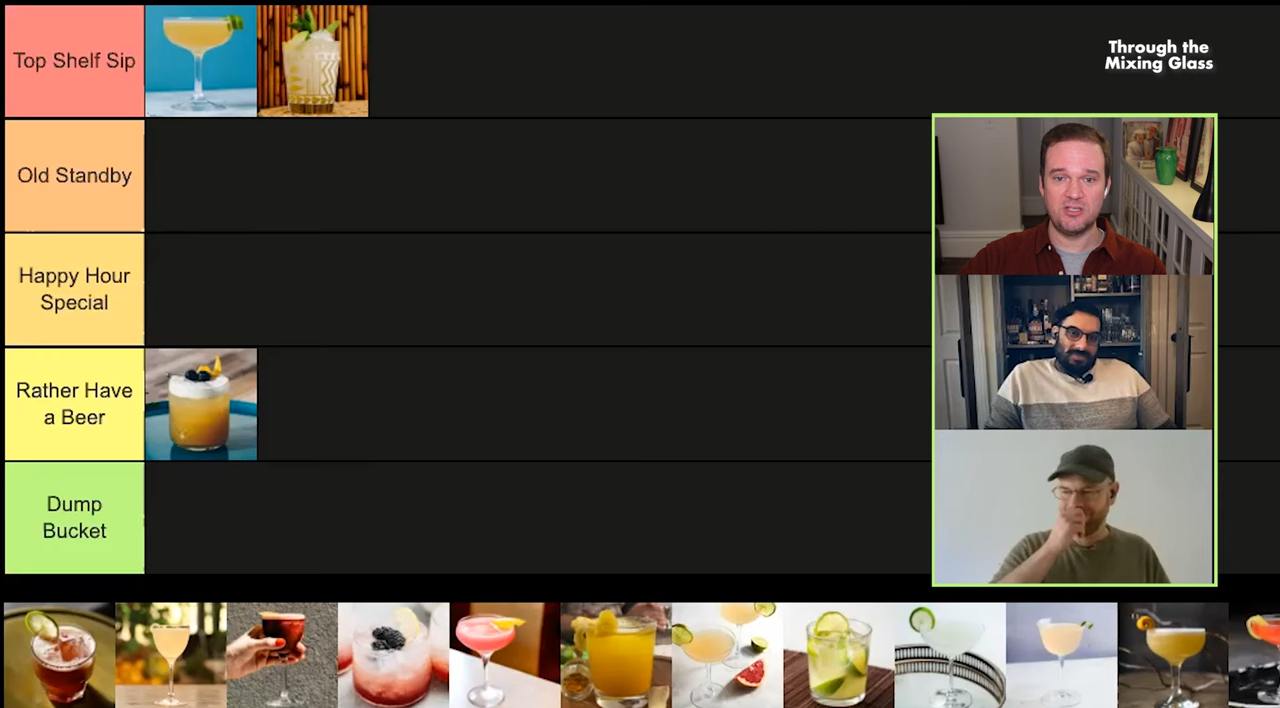 Top Shelf Sip
Through the
Mixing Glass
Old Standby
Happy Hour
Special
Rather Have
a Beer
Dump
Bucket